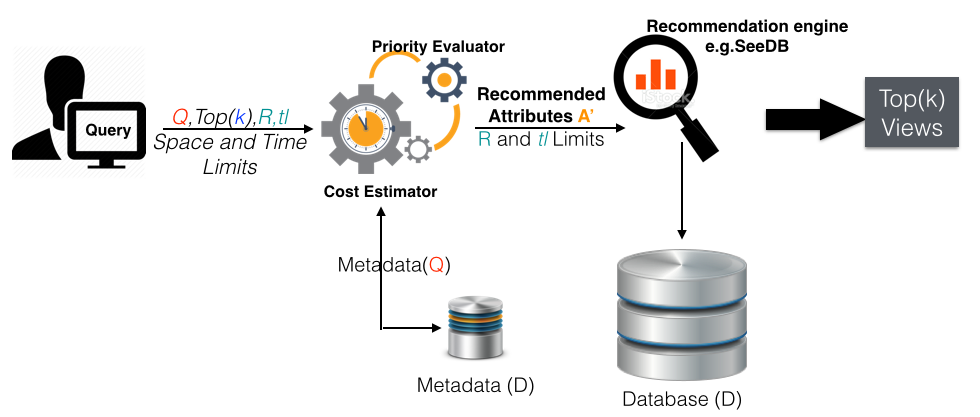 Query
Q,Top(k),R,tl
Space and Time
Limits
Priority Evaluator
Cost Estimator
Recommended
Attributes A’
R and tl Limits
Recommendation engine
e.g.SeeDB
Top(k)
Views
Metadata(Q)
Metadata (D)
Database (D)